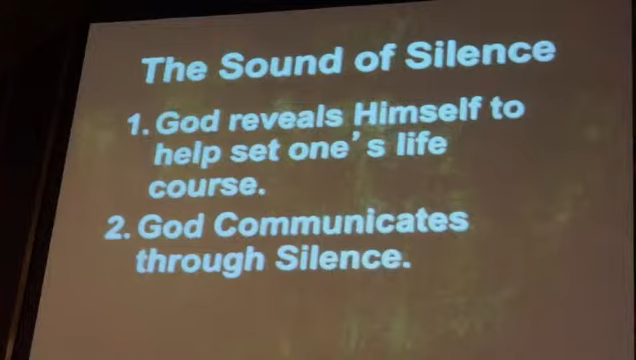 The Sound of Silence
1. God reveals Himself to
help set one's life
course.
2. God Communicates
through Silence.